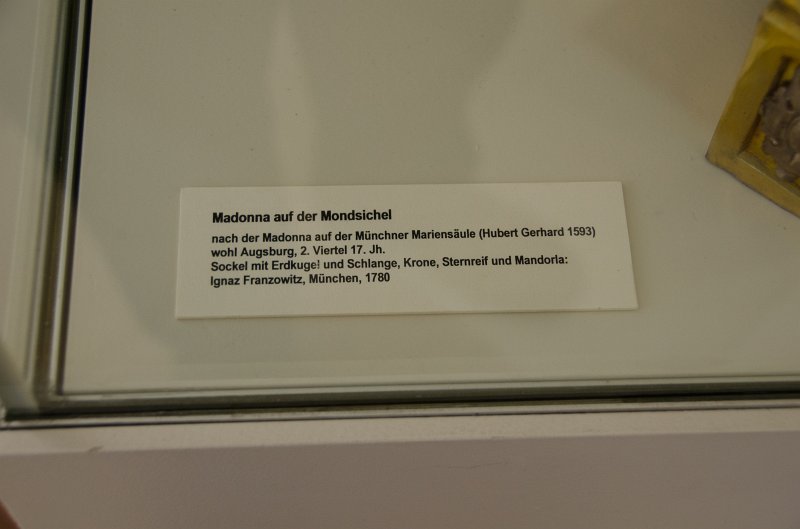 Madonna auf der Mondsichel
nach der Madonna auf der Münchner Mariensäule (Hubert Gerhard 1593)
wohl Augsburg, 2. Viertel 17. Jh.
Sockel mit Erdkugel und Schlange, Krone, Sternreif und Mandorla:
Ignaz Franzowitz, München, 1780